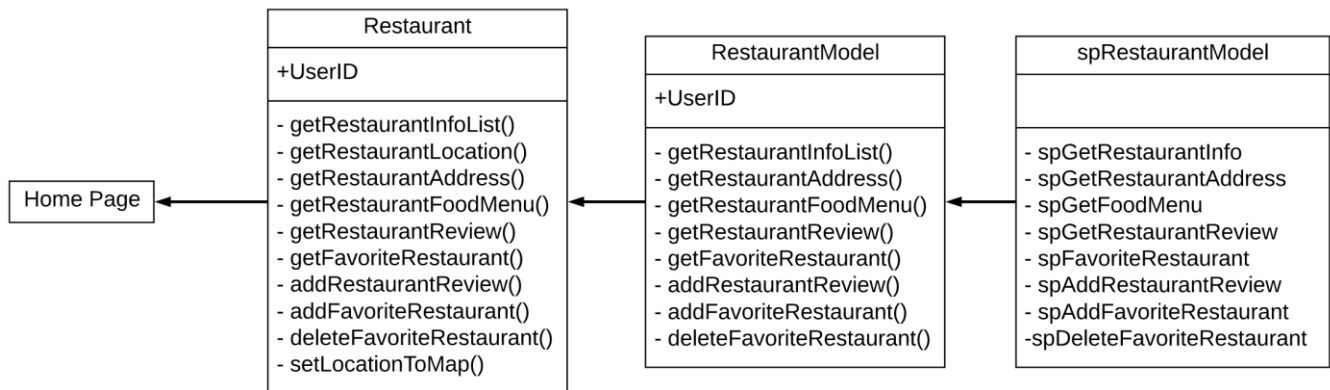 Home Page
Restaurant
+UserID
- getRestaurantInfoList()
- getRestaurantLocation()
- getRestaurantAddress()
- getRestaurantFoodMenu()
- getRestaurantReview()
- getFavoriteRestaurant()
- addRestaurantReview()
- addFavoriteRestaurant()
- deleteFavoriteRestaurant()
- setLocationToMap()
RestaurantModel
+UserID
- getRestaurantInfoList()
- getRestaurantAddress()
- getRestaurantFoodMenu()
- getRestaurantReview()
- getFavoriteRestaurant()
- addRestaurantReview()
- addFavoriteRestaurant()
- deleteFavoriteRestaurant()
spRestaurantModel
- spGetRestaurantInfo
- spGetRestaurantAddress
- spGetFoodMenu
- spGetRestaurantReview
- spFavoriteRestaurant
- spAddRestaurantReview
- spAddFavoriteRestaurant
-spDeleteFavoriteRestaurant